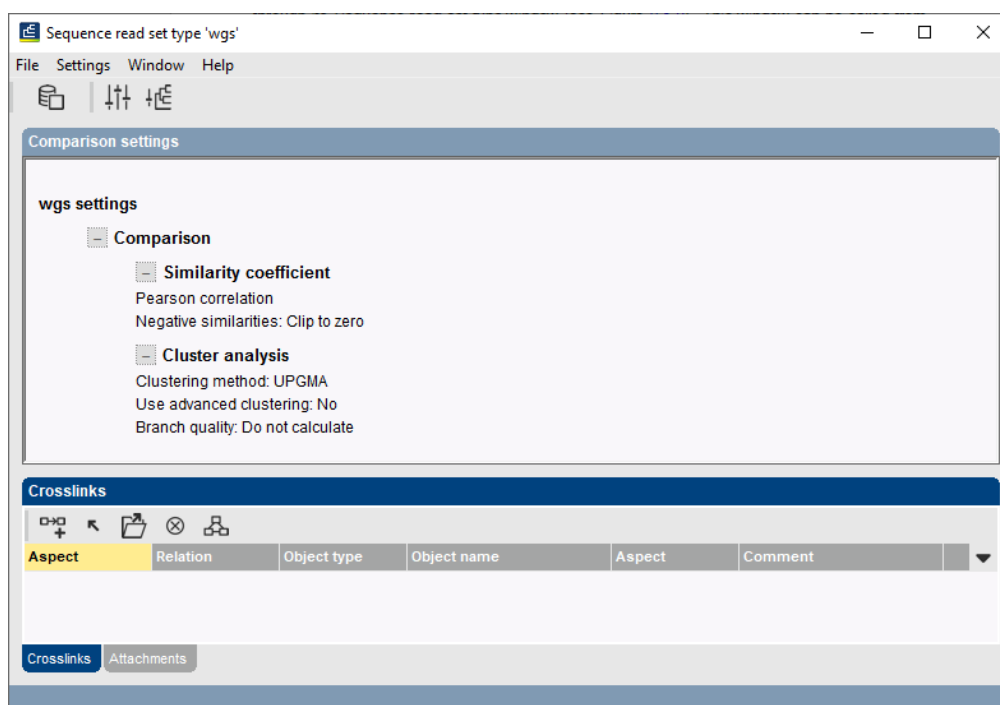 Sequence read set type 'wgs'
File Settings Window Help
Comparison settings
wgs settings
Comparison
Similarity coefficient
Pearson correlation
Negative similarities: Clip to zero
Cluster analysis
Clustering method: UPGMA
Use advanced clustering: No
Branch quality: Do not calculate
Crosslinks
Aspect Relation Object type Object name Aspect Comment
Crosslinks Attachments